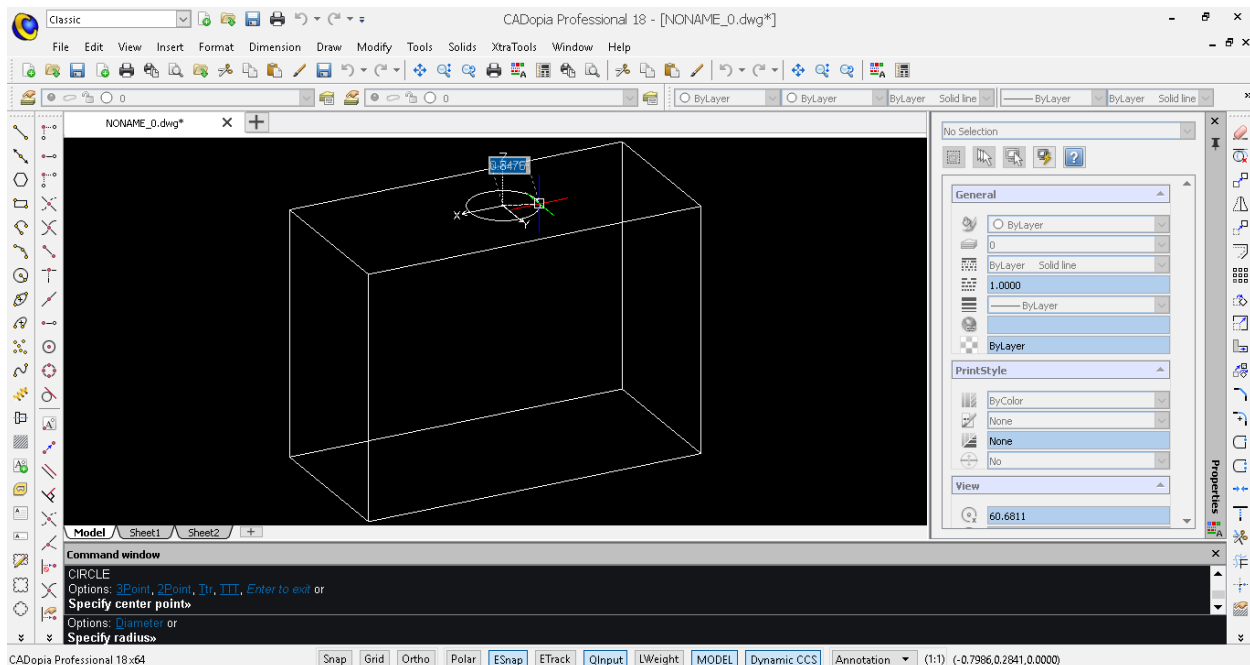 Classic
CADopia Professional 18 - [NONAME_0.dwg*]
File Edit View Insert Format Dimension Draw Modify Tools Solids XtraTools Window Help
0 0 ByLayer ByLayer ByLayer Solid line ByLayer ByLayer Solid line »
NONAME_0.dwg*
No Selection
Z
0.8476
X
Y
General
ByLayer
0
ByLayer Solid line
1.0000
ByLayer
ByLayer
PrintStyle
ByColor
None
None
No
View
60.6811
Properties
Model Sheet1 Sheet2
Command window
CIRCLE
Options: 3Point, 2Point, Ttr, TTT, Enter to exit or
Specify center point»
Options: Diameter or
Specify radius»
CADopia Professional 18 x64 Snap Grid Ortho Polar ESnap ETrack QInput LWeight MODEL Dynamic CCS Annotation (1:1) (-0.7986,0.2841,0.0000)